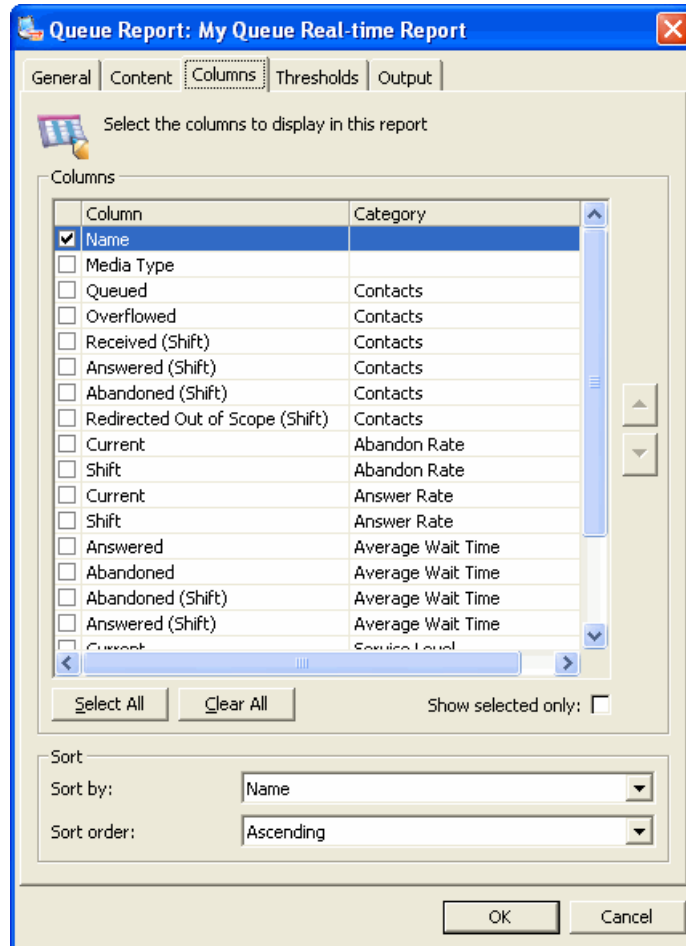 Queue Report: My Queue Real-time Report
General Content Columns Thresholds Output
Select the columns to display in this report
Columns
Column Category
Name
Media Type
Queued Contacts
Overflowed Contacts
Received (Shift) Contacts
Answered (Shift) Contacts
Abandoned (Shift) Contacts
Redirected Out of Scope (Shift) Contacts
Current Abandon Rate
Shift Abandon Rate
Current Answer Rate
Shift Answer Rate
Answered Average Wait Time
Abandoned Average Wait Time
Abandoned (Shift) Average Wait Time
Answered (Shift) Average Wait Time
Current Service Level
Select All Clear All Show selected only:
Sort
Sort by: Name
Sort order: Ascending
OK Cancel